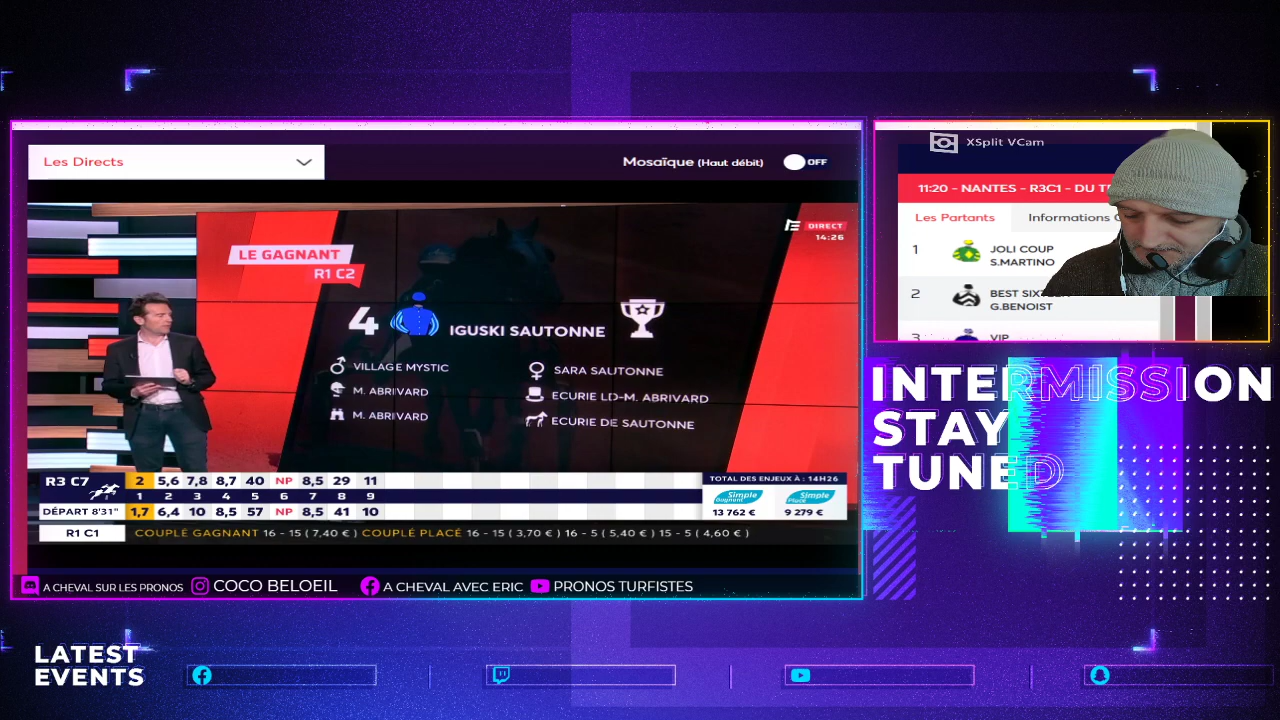 Les Directs
Mosaïque (Haut débit)
OFF
DIRECT
14:26
LE GAGNANT
R1 C2
4
IGUSKI SAUTONNE
VILLAGE MYSTIC
SARA SAUTONNE
M. ABRIVARD
ECURIE LD-M. ABRIVARD
M. ABRIVARD
ECURIE DE SAUTONNE
R3 C7
2 5,6 7,8 8,7 40 NP 8,5 29 11
1 2 3 4 5 6 7 8 9
DÉPART 8'31"
1,7 6,4 10 8,5 57 NP 8,5 41 10
TOTAL DES ENJEUX À : 14H26
Simple Gagnant
Simple Placé
13 762 €
9 279 €
R1 C1
COUPLÉ GAGNANT 16 - 15 ( 7,40 € ) COUPLÉ PLACÉ 16 - 15 ( 3,70 € ) 16 - 5 ( 5,40 € ) 15 - 5 ( 4,60 € )
A CHEVAL SUR LES PRONOS
COCO BELOEIL
A CHEVAL AVEC ERIC
PRONOS TURFISTES
XSplit VCam
11:20 - NANTES - R3C1 - DU
Les Partants
Informations
1
JOLI COUP
S.MARTINO
2
BEST
G.BENOIST
3
VIP
INTERMISSION
STAY
TUNED
LATEST
EVENTS